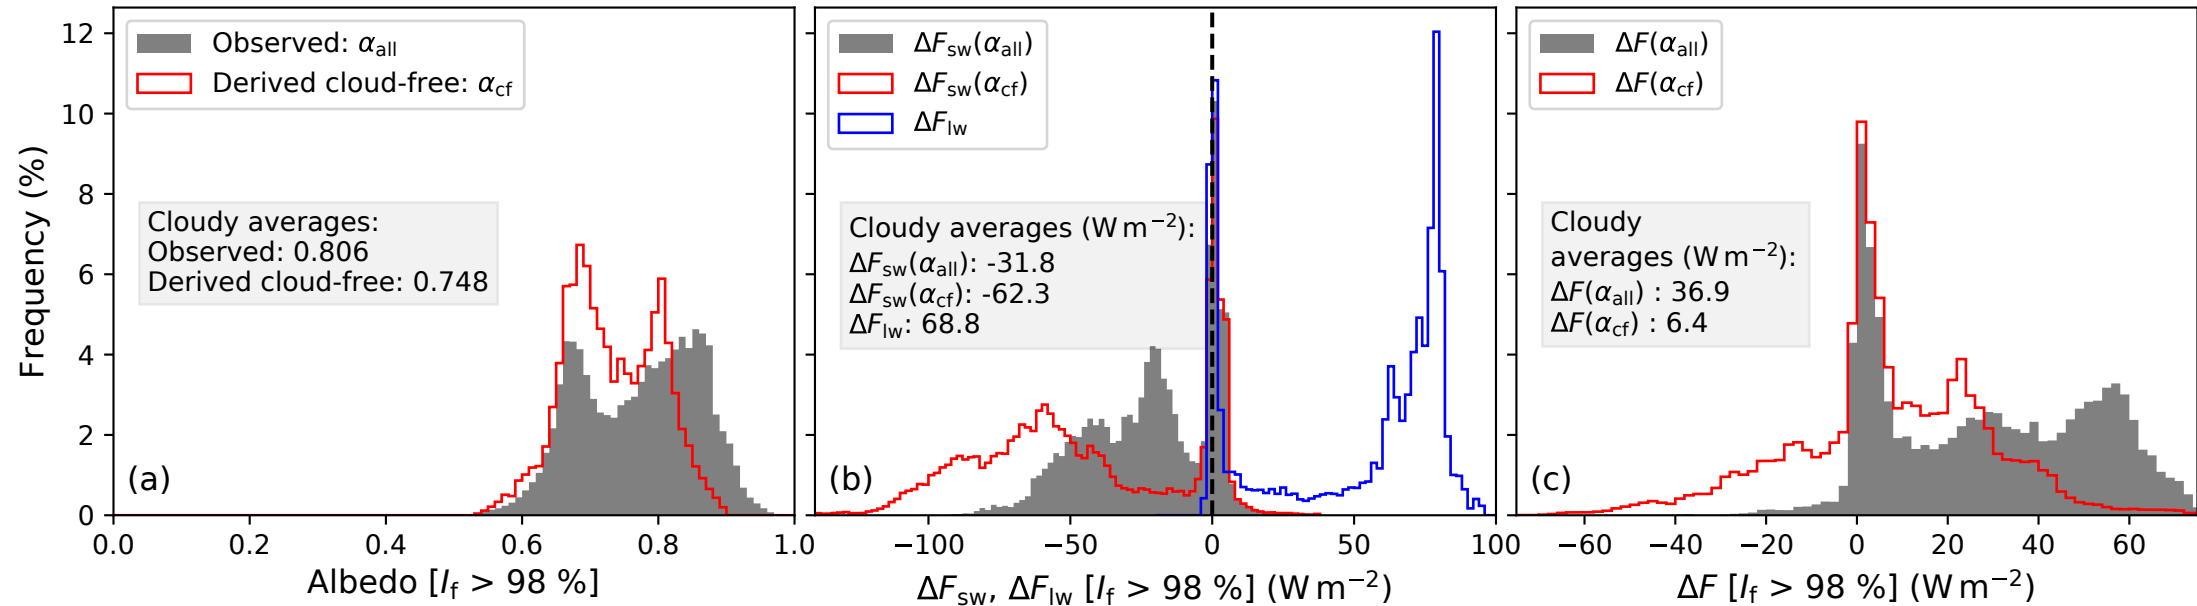 Frequency (%)
12
10
8
6
4
2
0
Observed: αall
Derived cloud-free: αcf
Cloudy averages:
Observed: 0.806
Derived cloud-free: 0.748
(a)
0.0 0.2 0.4 0.6 0.8 1.0
Albedo [If > 98 %]
ΔFsw(αall)
ΔFsw(αcf)
ΔFlw
Cloudy averages (W m−2):
ΔFsw(αall): -31.8
ΔFsw(αcf): -62.3
ΔFlw: 68.8
(b)
−100 −50 0 50 100
ΔFsw, ΔFlw [If > 98 %] (W m−2)
ΔF(αall)
ΔF(αcf)
Cloudy
averages (W m−2):
ΔF(αall) : 36.9
ΔF(αcf) : 6.4
(c)
−60 −40 −20 0 20 40 60
ΔF [If > 98 %] (W m−2)